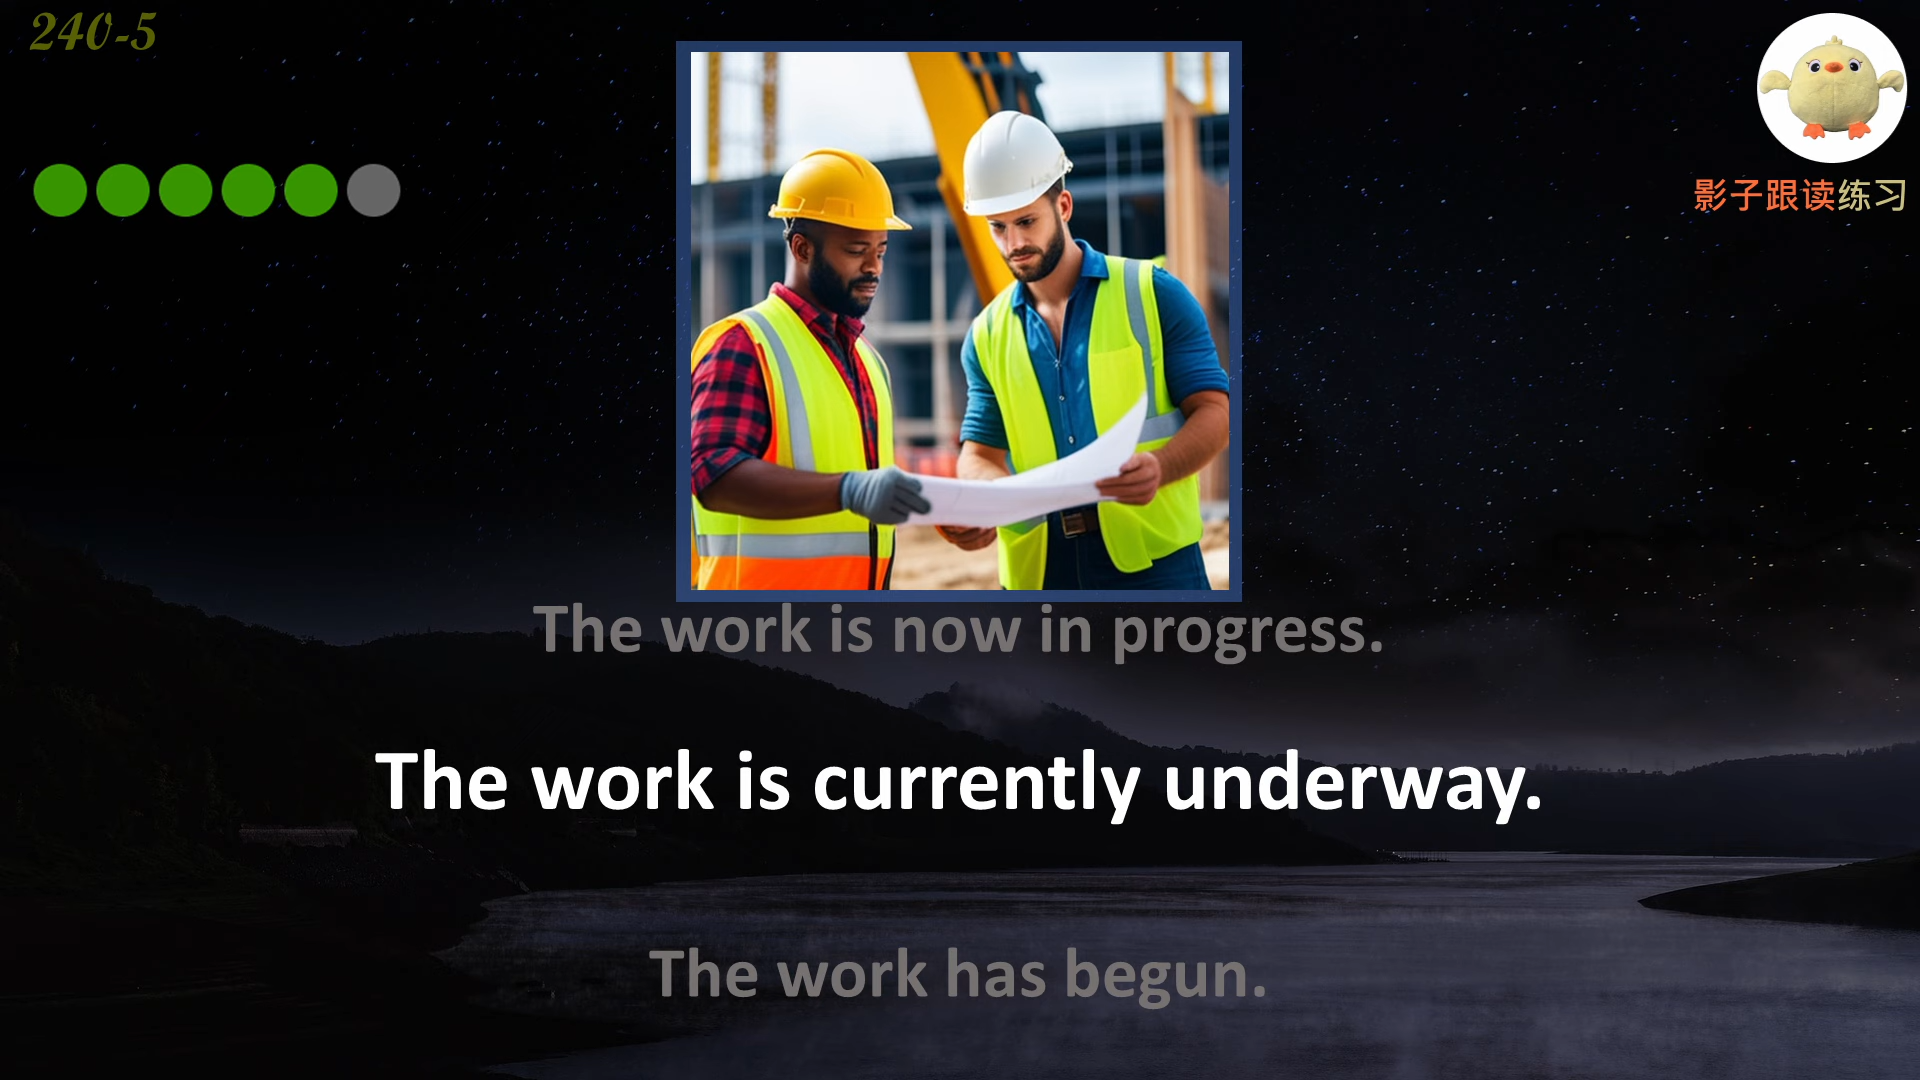 240-5
影子跟读练习
The work is now in progress.
The work is currently underway.
The work has begun.